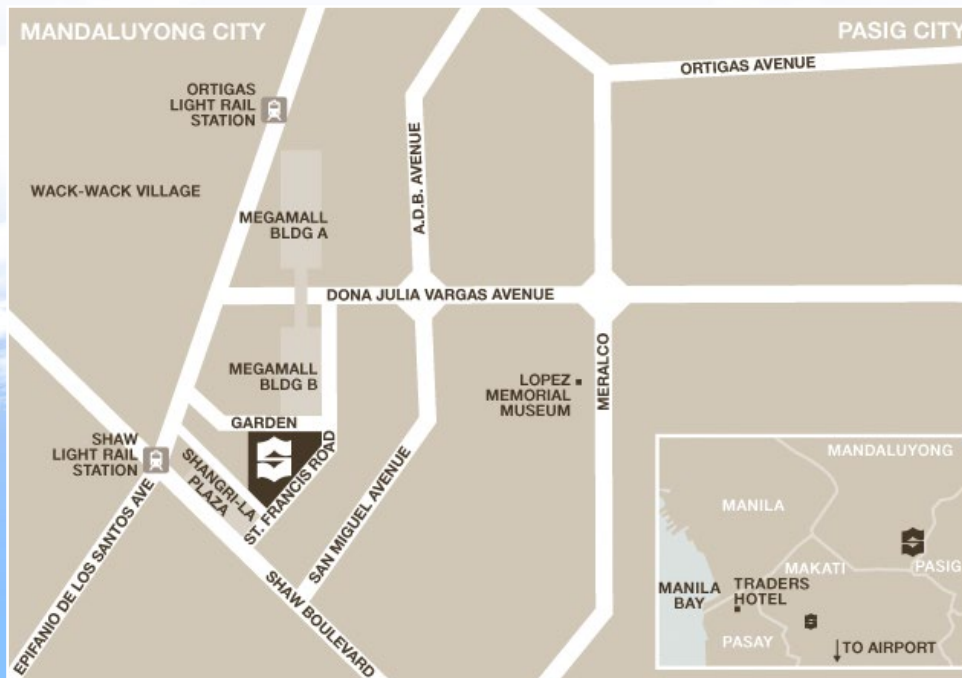 MANDALUYONG CITY
PASIG CITY
ORTIGAS AVENUE
ORTIGAS
LIGHT RAIL
STATION
A.D.B. AVENUE
WACK-WACK VILLAGE
MEGAMALL
BLDG A
DONA JULIA VARGAS AVENUE
MEGAMALL
BLDG B
LOPEZ
MEMORIAL
MUSEUM
MERALCO
GARDEN
SHAW
LIGHT RAIL
STATION
SHANGRI-LA
PLAZA
ST. FRANCIS ROAD
SAN MIGUEL AVENUE
EPIFANIO DE LOS SANTOS AVE
SHAW BOULEVARD
MANDALUYONG
MANILA
MAKATI
PASIG
MANILA
BAY
TRADERS
HOTEL
PASAY
TO AIRPORT